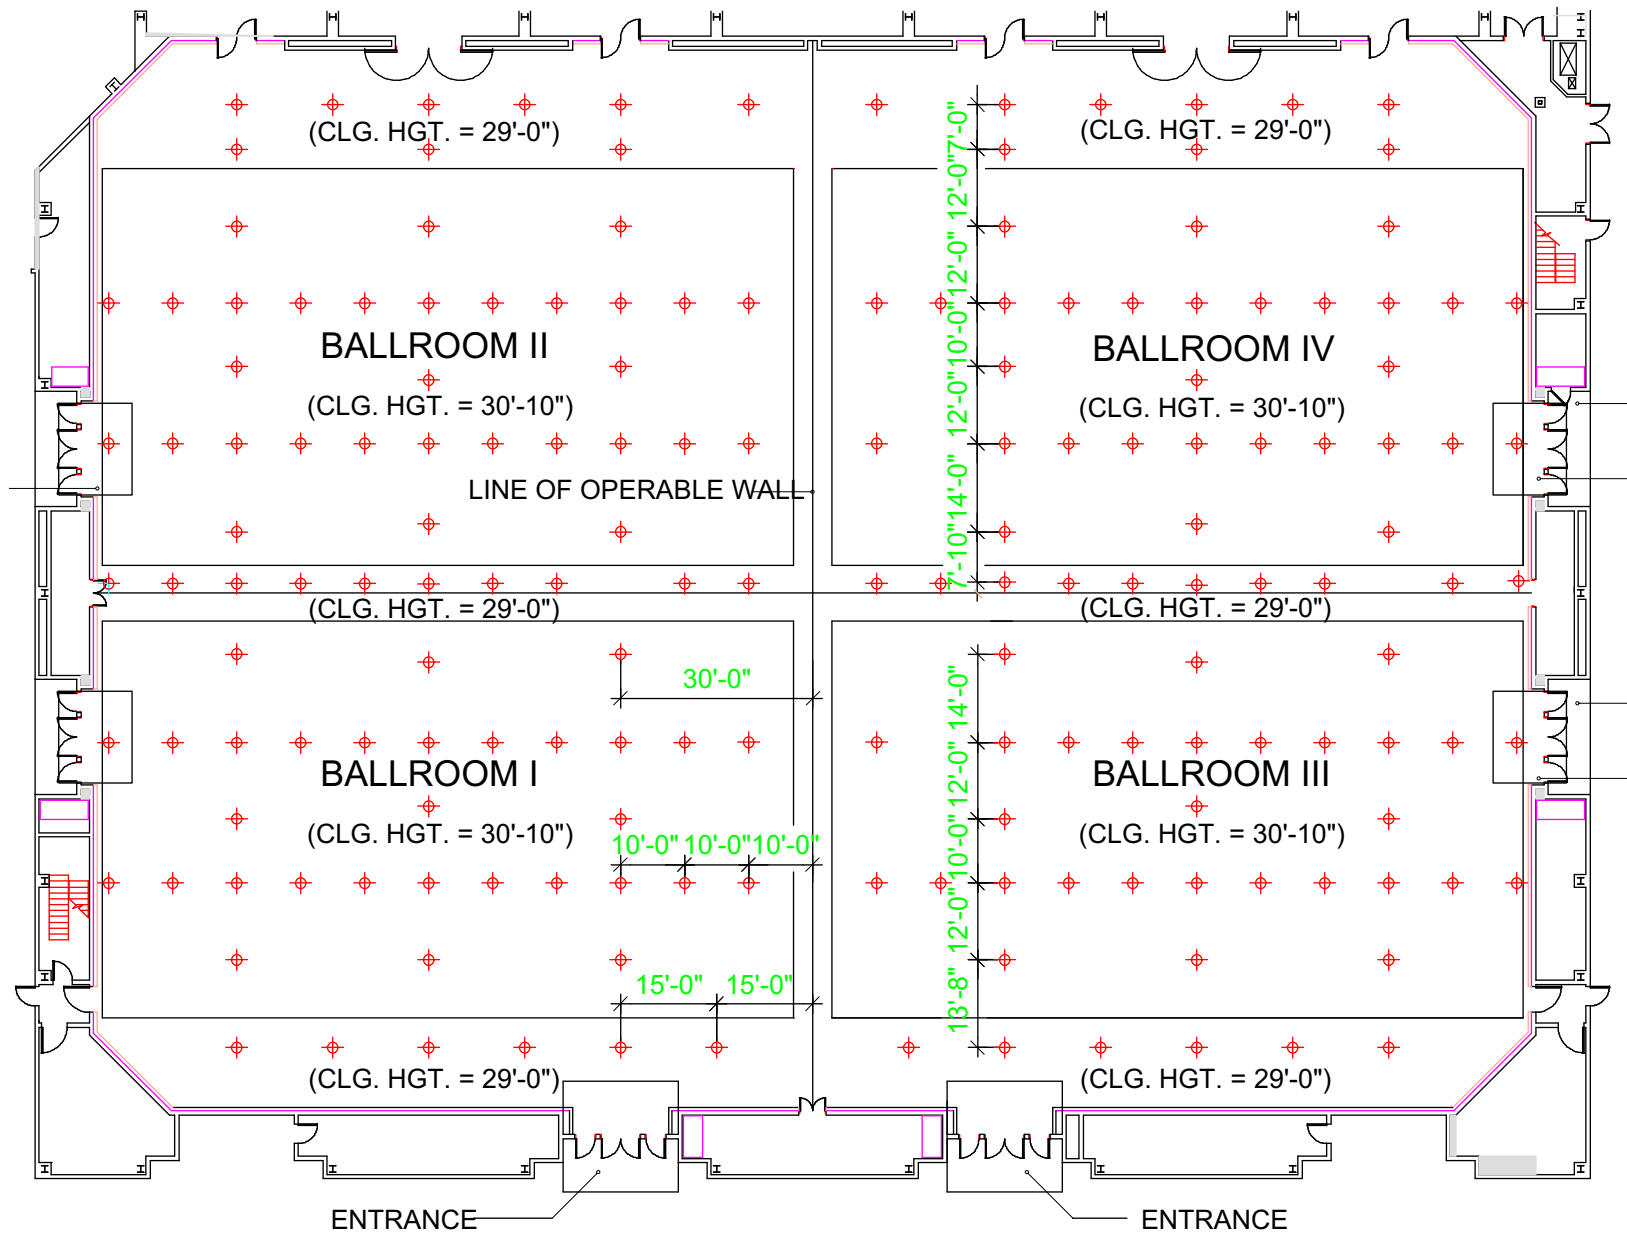 (CLG. HGT. = 29'-0")
(CLG. HGT. = 29'-0")
7'-0"
12'-0"
12'-0"
10'-0"
12'-0"
14'-0"
7'-10"
BALLROOM II
BALLROOM IV
(CLG. HGT. = 30'-10")
(CLG. HGT. = 30'-10")
LINE OF OPERABLE WALL
(CLG. HGT. = 29'-0")
(CLG. HGT. = 29'-0")
30'-0"
14'-0"
12'-0"
10'-0"
12'-0"
13'-8"
BALLROOM I
BALLROOM III
(CLG. HGT. = 30'-10")
(CLG. HGT. = 30'-10")
10'-0" 10'-0" 10'-0"
15'-0" 15'-0"
(CLG. HGT. = 29'-0")
(CLG. HGT. = 29'-0")
ENTRANCE
ENTRANCE